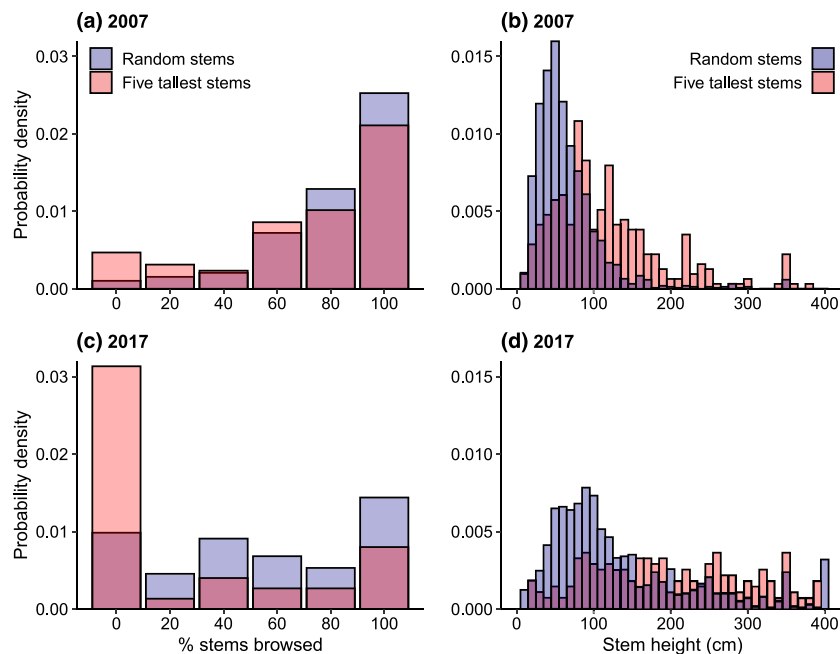 (a) 2007
(b) 2007
Random stems
Five tallest stems
Random stems
Five tallest stems
Probability density
0.03
0.02
0.01
0.00
0 20 40 60 80 100
0.015
0.010
0.005
0.000
0 100 200 300 400
(c) 2017
(d) 2017
Probability density
0.03
0.02
0.01
0.00
0 20 40 60 80 100
% stems browsed
0.015
0.010
0.005
0.000
0 100 200 300 400
Stem height (cm)